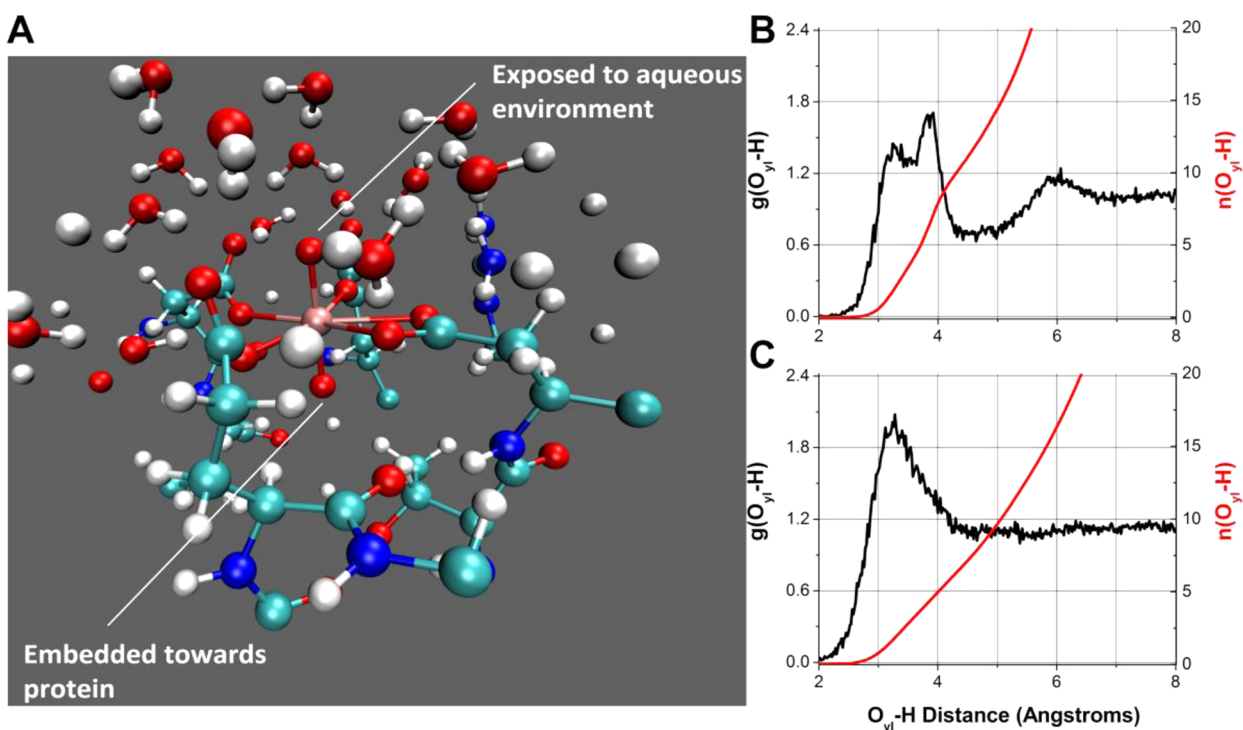 A
Exposed to aqueous
environment
Embedded towards
protein
B
2.4
1.8
1.2
0.6
0.0
g(Oyl-H)
20
15
10
5
0
n(Oyl-H)
2
4
6
8
C
2.4
1.8
1.2
0.6
0.0
g(Oyl-H)
20
15
10
5
0
n(Oyl-H)
2
4
6
8
Oyl-H Distance (Angstroms)